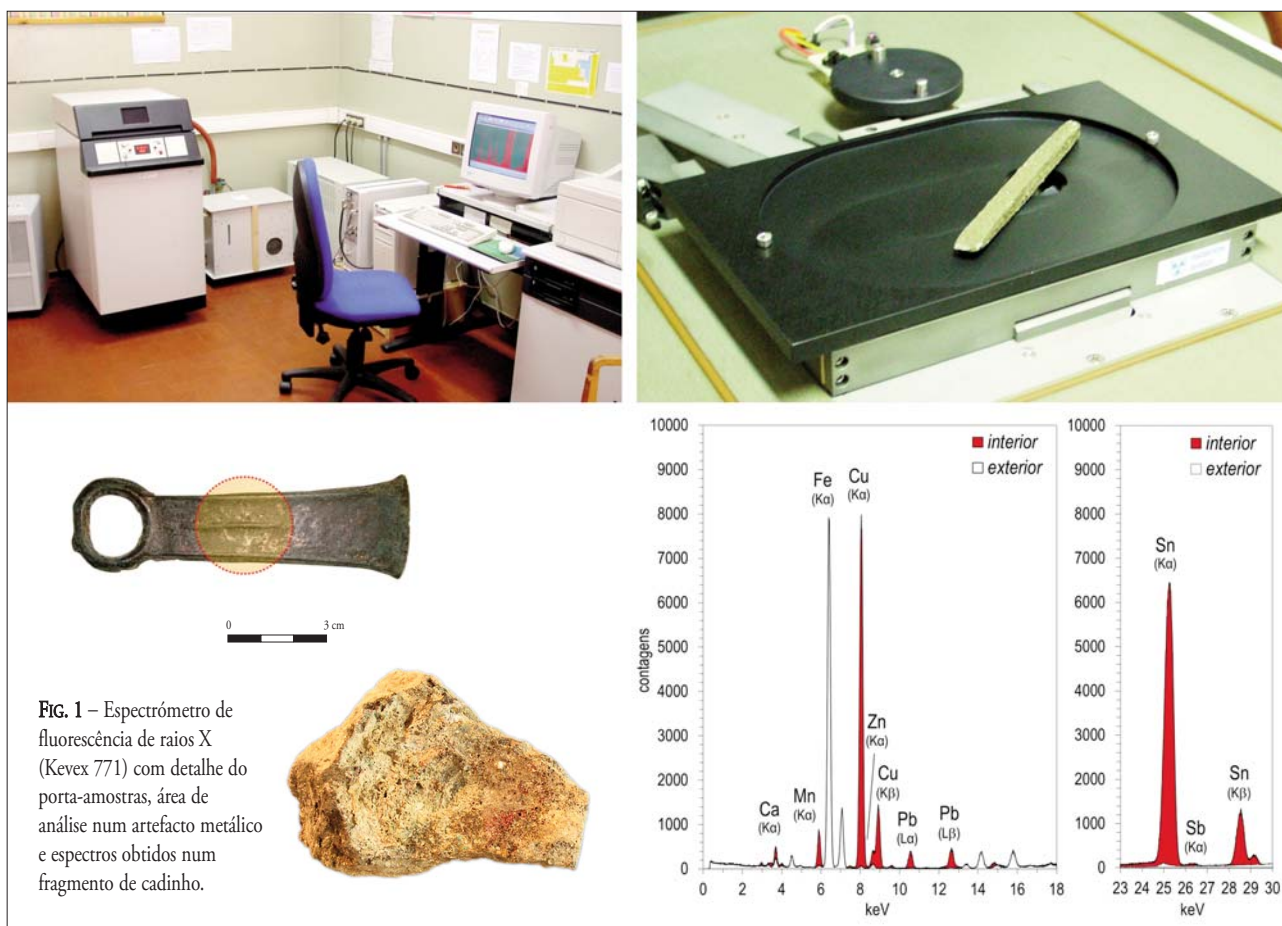 0
3 cm
FIG. 1 – Espectrómetro de
fluorescência de raios X
(Kevex 771) com detalhe do
porta-amostras, área de
análise num artefacto metálico
e espectros obtidos num
fragmento de cadinho.
10000
9000
8000
7000
6000
5000
4000
3000
2000
1000
0
contagens
interior
exterior
Fe
(Kα)
Cu
(Kα)
Zn
(Kα)
Cu
(Kβ)
Mn
(Kα)
Ca
(Kα)
Pb
(Lα)
Pb
(Lβ)
0 2 4 6 8 10 12 14 16 18
keV
10000
9000
8000
7000
6000
5000
4000
3000
2000
1000
0
interior
exterior
Sn
(Kα)
Sb
(Kα)
Sn
(Kβ)
23 24 25 26 27 28 29 30
keV